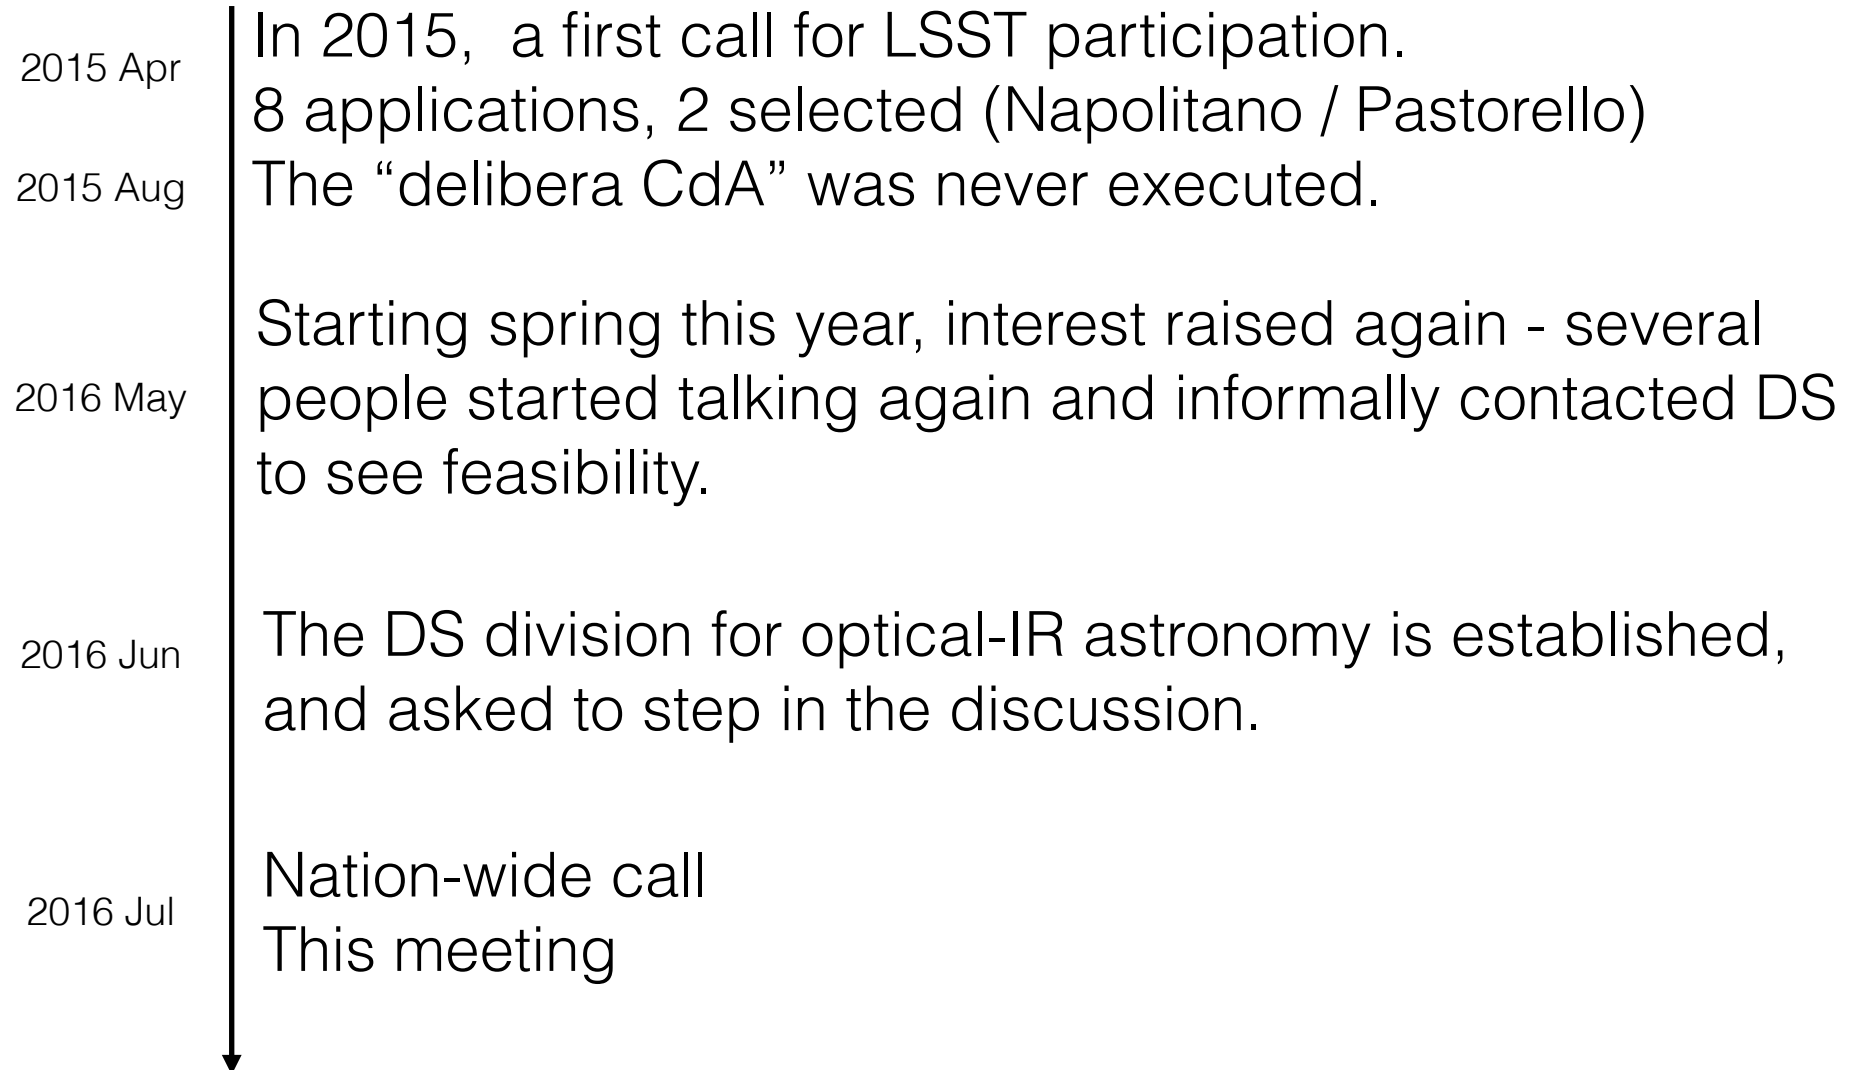 2015 Apr
In 2015, a first call for LSST participation.
8 applications, 2 selected (Napolitano / Pastorello)
2015 Aug
The “delibera CdA” was never executed.
2016 May
Starting spring this year, interest raised again - several
people started talking again and informally contacted DS
to see feasibility.
2016 Jun
The DS division for optical-IR astronomy is established,
and asked to step in the discussion.
2016 Jul
Nation-wide call
This meeting